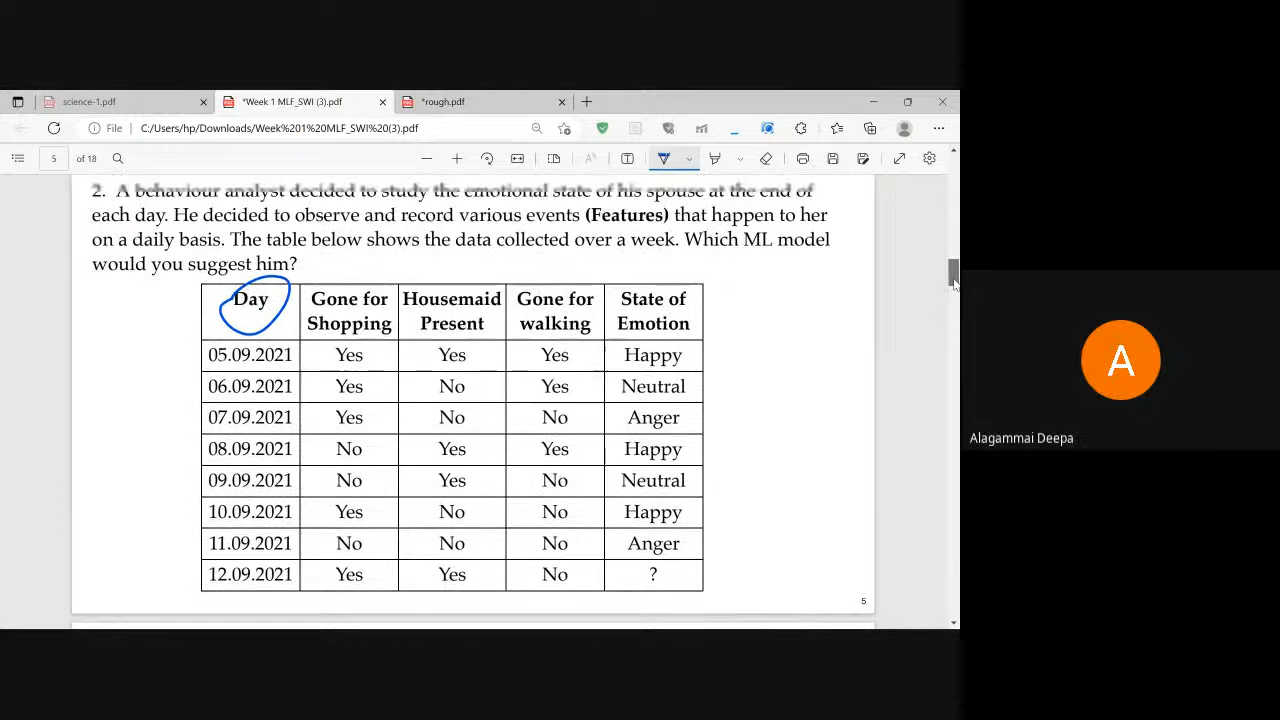 science-1.pdf
*Week 1 MLF_SWI (3).pdf
*rough.pdf
File
C:/Users/hp/Downloads/Week%201%20MLF_SWI%20(3).pdf
5 of 18
2. A behaviour analyst decided to study the emotional state of his spouse at the end of
each day. He decided to observe and record various events (Features) that happen to her
on a daily basis. The table below shows the data collected over a week. Which ML model
would you suggest him?
Day Gone for Shopping Housemaid Present Gone for walking State of Emotion
05.09.2021 Yes Yes Yes Happy
06.09.2021 Yes No Yes Neutral
07.09.2021 Yes No No Anger
08.09.2021 No Yes Yes Happy
09.09.2021 No Yes No Neutral
10.09.2021 Yes No No Happy
11.09.2021 No No No Anger
12.09.2021 Yes Yes No ?
5
A
Alagammai Deepa